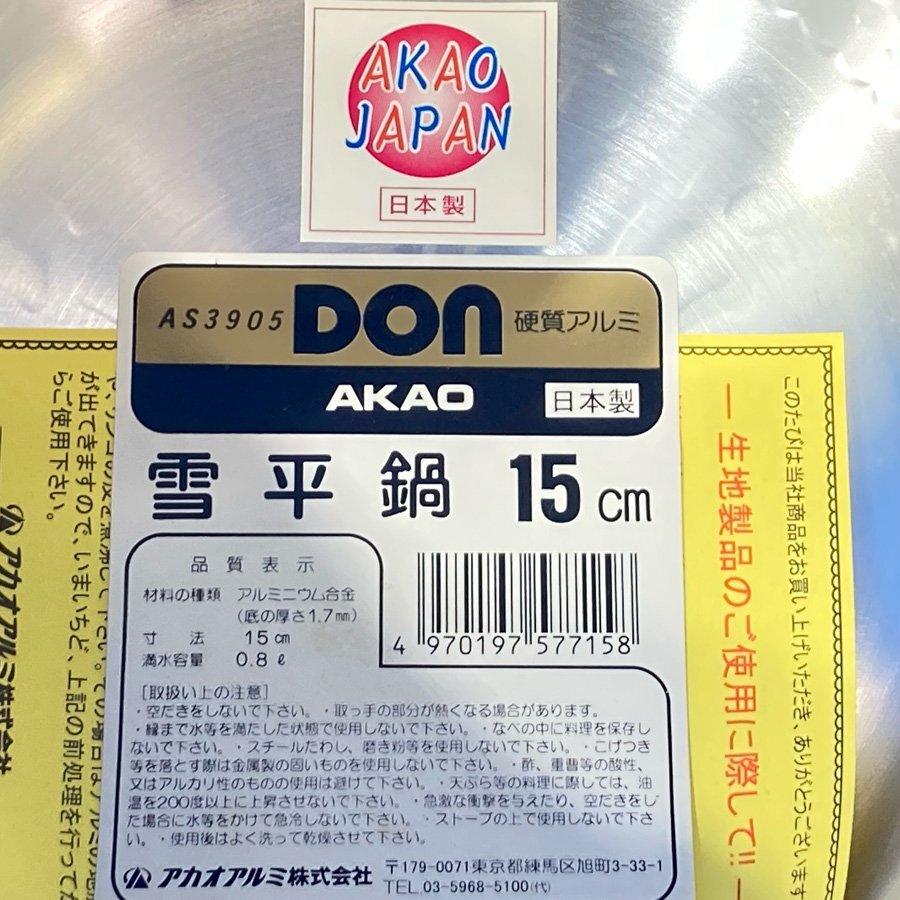 AKAO
JAPAN
日本製
AS3905 DON 硬質アルミ
AKAO 日本製
雪平鍋 15cm
品質表示
材料の種類 アルミニウム合金
(底の厚さ1.7mm)
寸法 15cm
満水容量 0.8ℓ
4 970197 577158
[取扱い上の注意]
・空だきをしないで下さい。・取っ手の部分が熱くなる場合があります。
・縁まで水等を満たした状態で使用しないで下さい。・なべの中に料理を保存し
ないで下さい。・スチールたわし、磨き粉等を使用しないで下さい。・こげつき
等を落とす際は金属製の固いものを使用しないで下さい。・酢、重曹等の酸性、
又はアルカリ性のものの使用は避けて下さい。・天ぷら等の料理に際しては、油
温を200度以上に上昇させないで下さい。・急激な衝撃を与えたり、空だきをし
た場合に水等をかけて急冷しないで下さい。・ストーブの上で使用しないで下さ
い。・使用後はよく洗って乾燥させて下さい。
アカオアルミ株式会社
〒179-0071東京都練馬区旭町3-33-1
TEL.03-5968-5100(代)
このたびは当社商品をお買い上げいただき、ありがとうございます
― 生地製品のご使用に際して!! ―
が出てきますので、いまいちど、上記の前処理を行ってか
らご使用下さい。
アカオアルミ株式会社